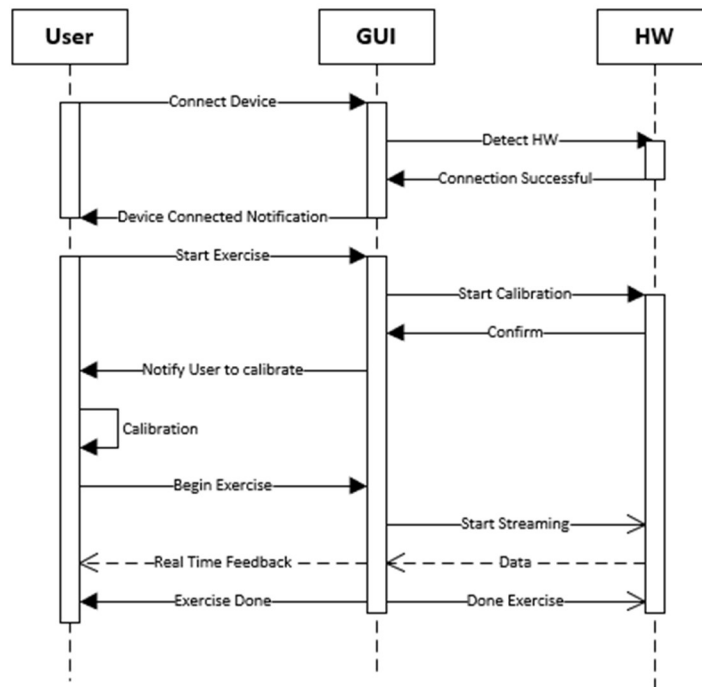 User
GUI
HW
Connect Device
Detect HW
Connection Successful
Device Connected Notification
Start Exercise
Start Calibration
Confirm
Notify User to calibrate
Calibration
Begin Exercise
Start Streaming
Real Time Feedback
Data
Exercise Done
Done Exercise